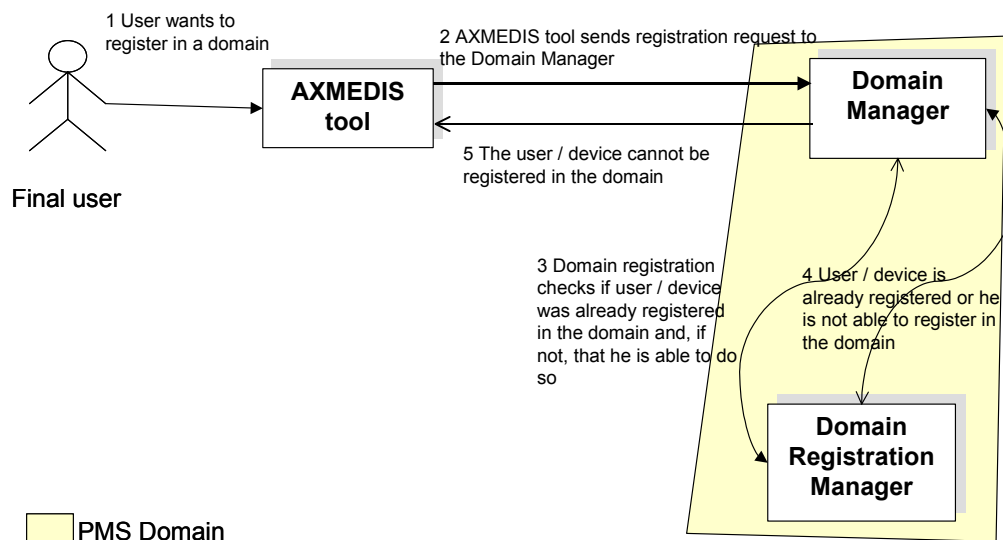 1 User wants to
register in a domain
2 AXMEDIS tool sends registration request to
the Domain Manager
AXMEDIS
tool
Domain
Manager
5 The user / device cannot be
registered in the domain
Final user
3 Domain registration
checks if user / device
was already registered
in the domain and, if
not, that he is able to do
so
4 User / device is
already registered or he
is not able to register in
the domain
Domain
Registration
Manager
PMS Domain